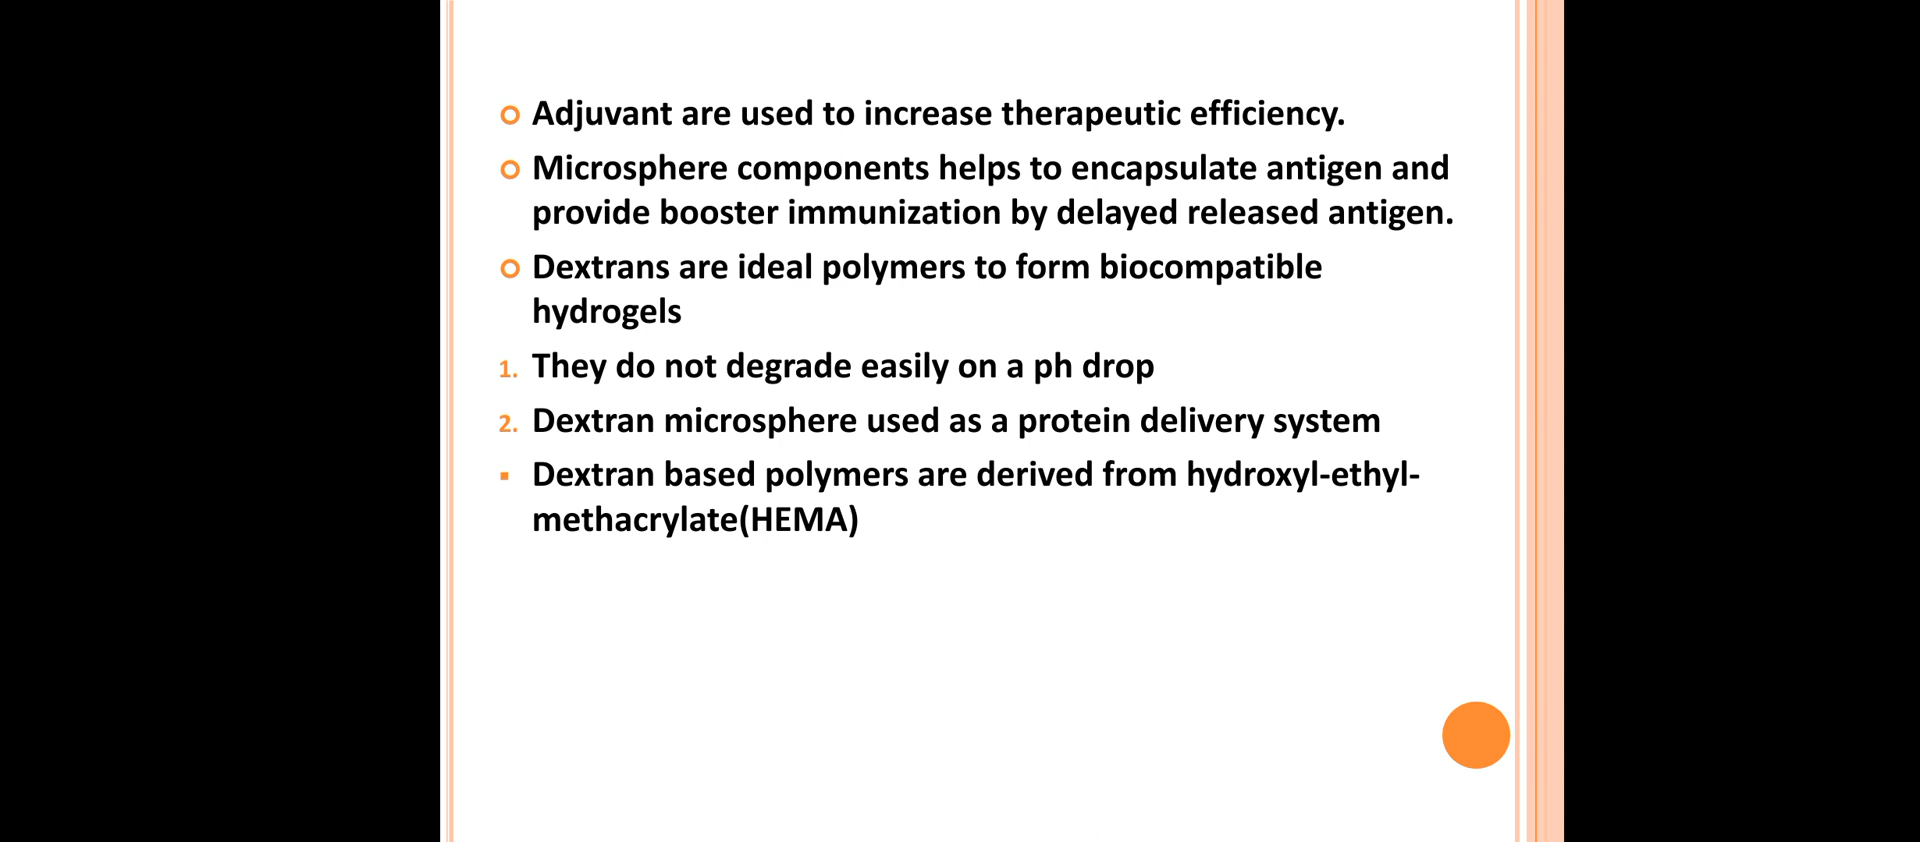 Adjuvant are used to increase therapeutic efficiency.
Microsphere components helps to encapsulate antigen and
provide booster immunization by delayed released antigen.
Dextrans are ideal polymers to form biocompatible
hydrogels
1. They do not degrade easily on a ph drop
2. Dextran microsphere used as a protein delivery system
▪ Dextran based polymers are derived from hydroxyl-ethyl-
methacrylate(HEMA)